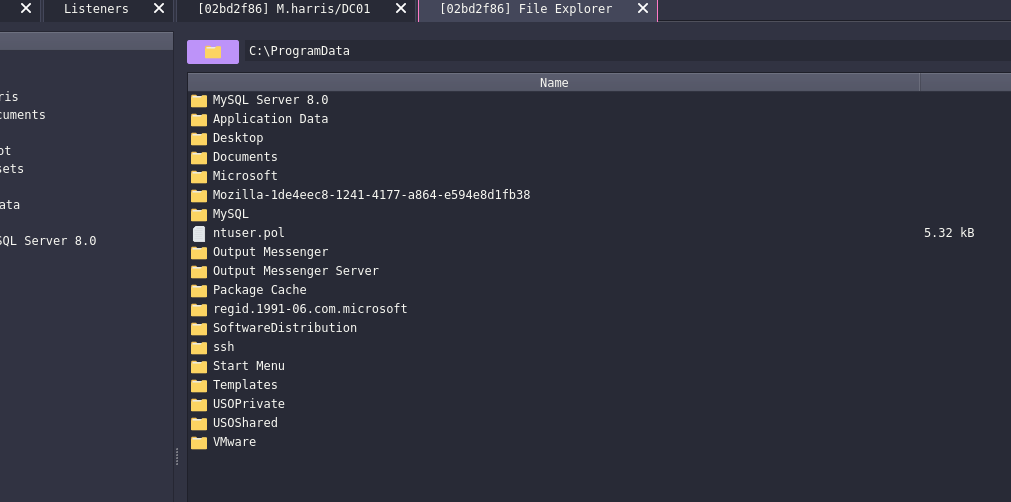 Listeners [02bd2f86] M.harris/DC01 [02bd2f86] File Explorer
C:\ProgramData
Name
ris
cuments
ot
sets
ata
SQL Server 8.0
MySQL Server 8.0
Application Data
Desktop
Documents
Microsoft
Mozilla-1de4eec8-1241-4177-a864-e594e8d1fb38
MySQL
ntuser.pol 5.32 kB
Output Messenger
Output Messenger Server
Package Cache
regid.1991-06.com.microsoft
SoftwareDistribution
ssh
Start Menu
Templates
USOPrivate
USOShared
VMware